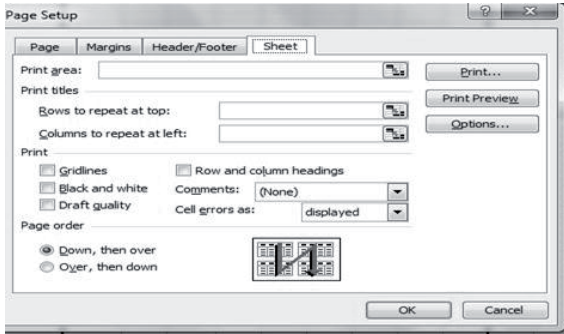 Page Setup
Page Margins Header/Footer Sheet
Print area:
Print...
Print titles
Print Preview
Rows to repeat at top:
Columns to repeat at left:
Options...
Print
Gridlines
Row and column headings
Black and white
Comments: (None)
Draft quality
Cell errors as: displayed
Page order
Down, then over
Over, then down
OK Cancel